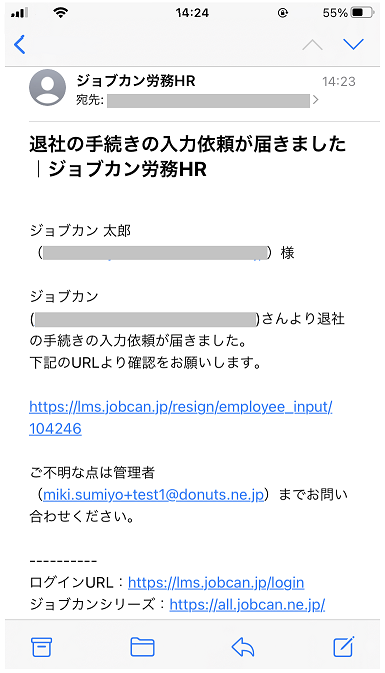 14:24
55%
ジョブカン労務HR
14:23
宛先:
退社の手続きの入力依頼が届きました
｜ジョブカン労務HR
ジョブカン 太郎
（　）様
ジョブカン
(　)さんより退社
の手続きの入力依頼が届きました。
下記のURLより確認をお願いします。
https://lms.jobcan.jp/resign/employee_input/
104246
ご不明な点は管理者
（miki.sumiyo+test1@donuts.ne.jp）までお問い
合わせください。
----------
ログインURL：https://lms.jobcan.jp/login
ジョブカンシリーズ：https://all.jobcan.ne.jp/